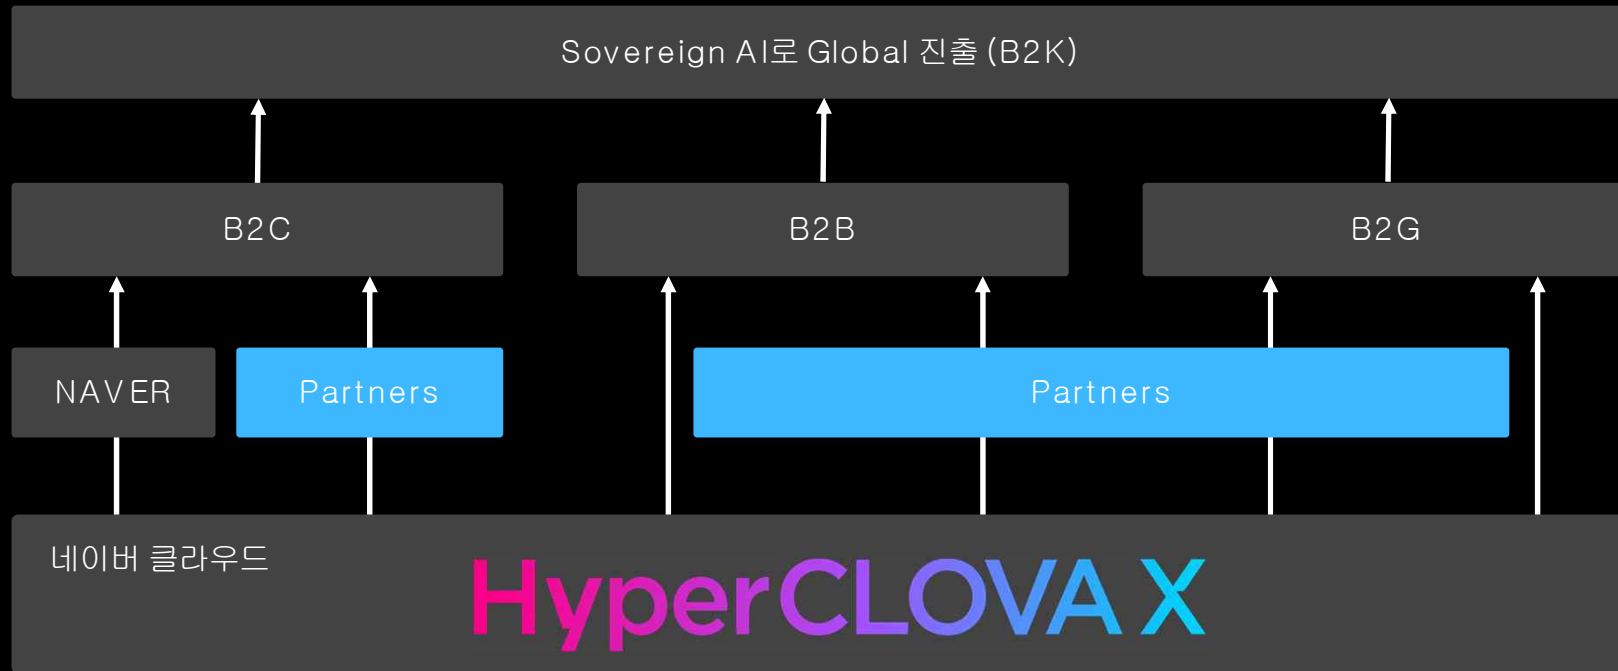 Sovereign AI로 Global 진출 (B2K)
B2C
B2B
B2G
NAVER
Partners
Partners
네이버 클라우드
HyperCLOVA X